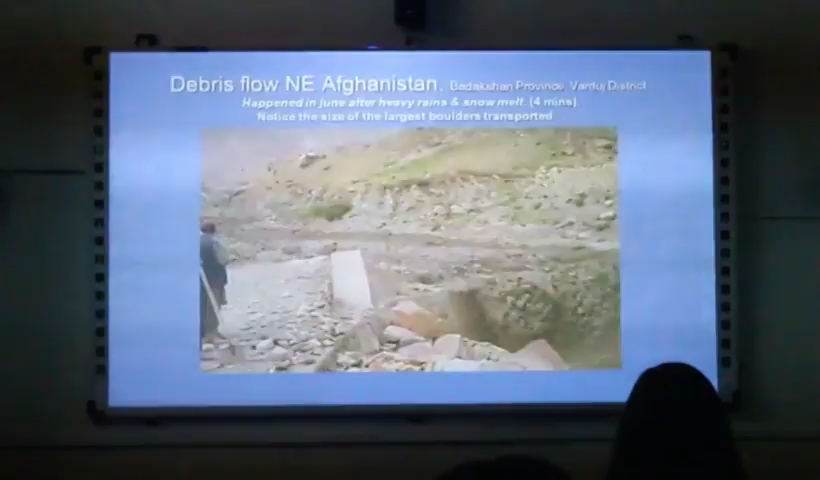 Debris flow NE Afghanistan. Badakshan Province, Varduj District
Happened in june after heavy rains & snow melt. (4 mins)
Notice the size of the largest boulders transported